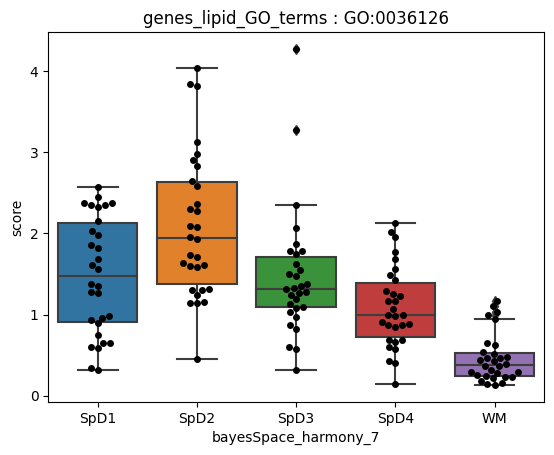 genes_lipid_GO_terms : GO:0036126
score
4
3
2
1
0
SpD1 SpD2 SpD3 SpD4 WM
bayesSpace_harmony_7